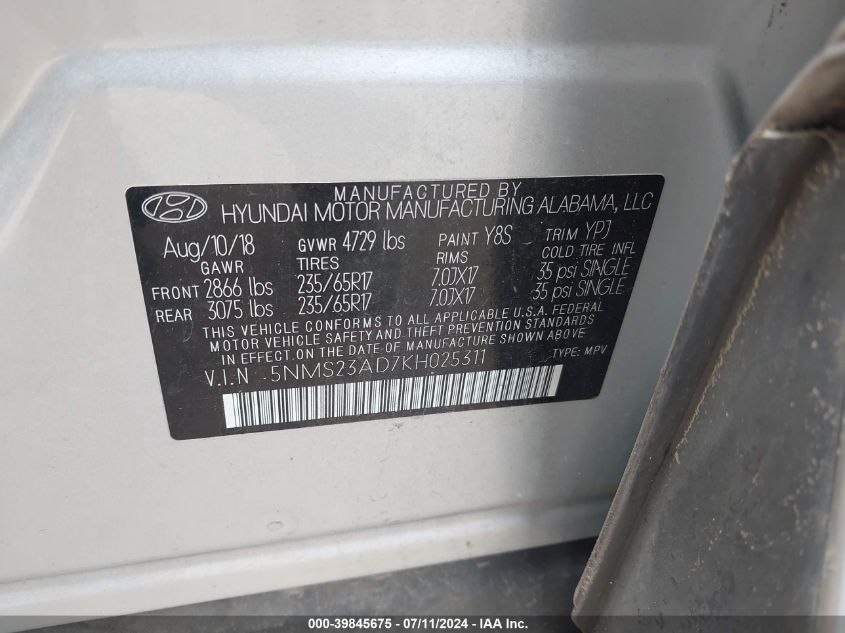 MANUFACTURED BY
HYUNDAI MOTOR MANUFACTURING ALABAMA, LLC
Aug/10/18 GVWR 4729 lbs PAINT Y8S TRIM YPJ
GAWR TIRES RIMS COLD TIRE INFL
FRONT 2866 lbs 235/65R17 7.0JX17 35 psi SINGLE
REAR 3075 lbs 235/65R17 7.0JX17 35 psi SINGLE
THIS VEHICLE CONFORMS TO ALL APPLICABLE U.S.A. FEDERAL
MOTOR VEHICLE SAFETY AND THEFT PREVENTION STANDARDS
IN EFFECT ON THE DATE OF MANUFACTURE SHOWN ABOVE.
V.I.N 5NMS23AD7KH025311 TYPE: MPV
000-39845675 - 07/11/2024 - IAA Inc.